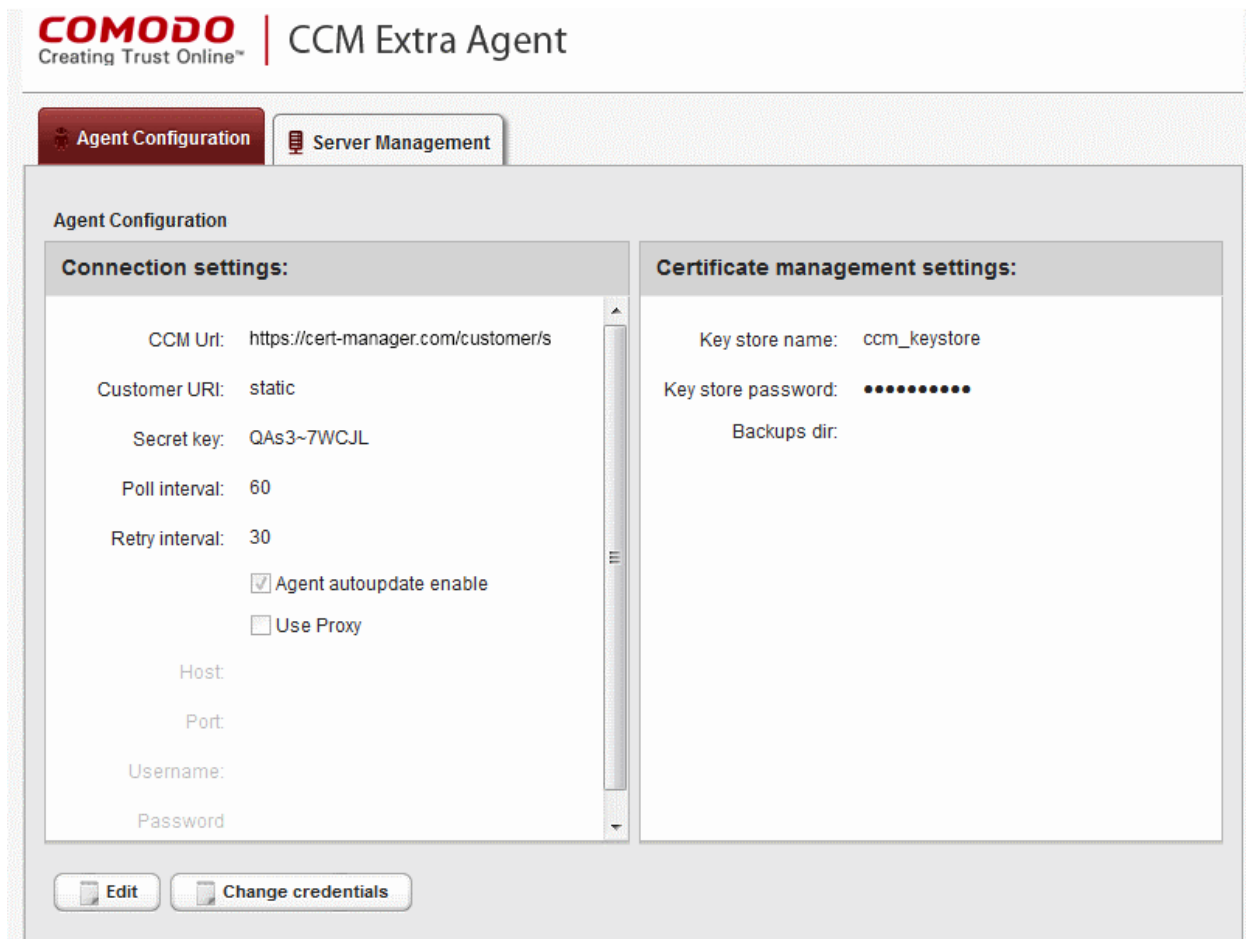 COMODO
Creating Trust Online™
CCM Extra Agent
Agent Configuration
Server Management
Agent Configuration
Connection settings:
CCM Url: https://cert-manager.com/customer/s
Customer URI: static
Secret key: QAs3~7WCJL
Poll interval: 60
Retry interval: 30
Agent autoupdate enable
Use Proxy
Host:
Port:
Username:
Password
Certificate management settings:
Key store name: ccm_keystore
Key store password: ●●●●●●●●●●
Backups dir:
Edit
Change credentials